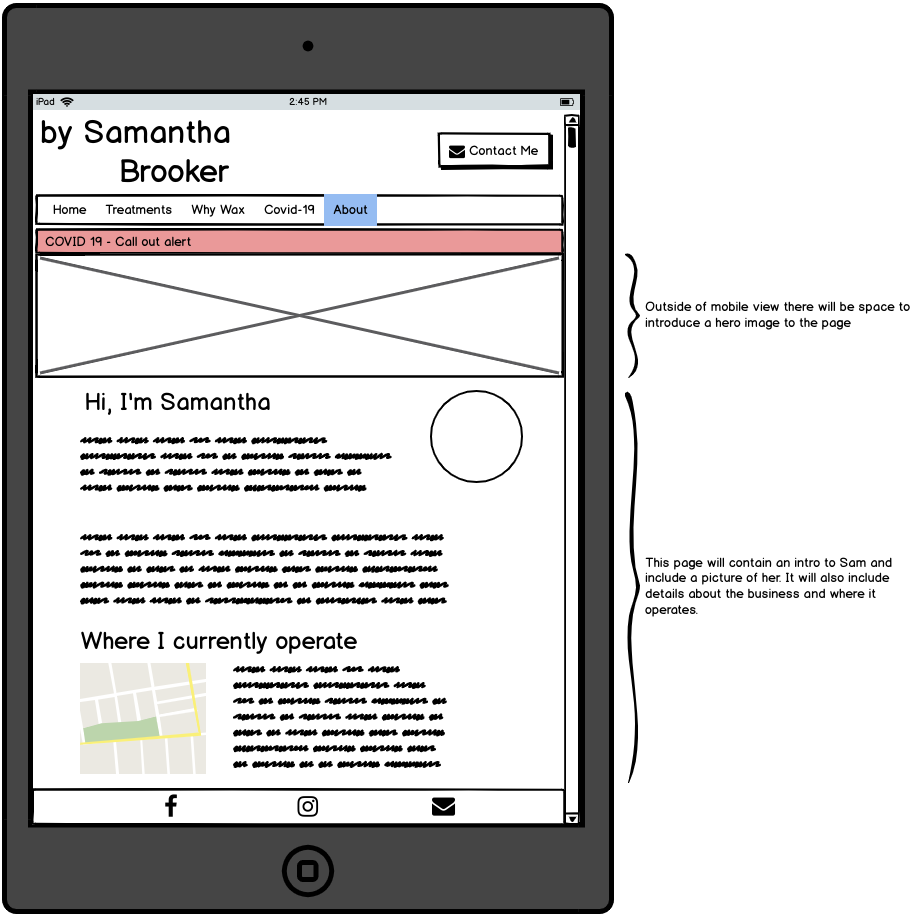 iPad
2:45 PM
by Samantha
Brooker
Contact Me
Home Treatments Why Wax Covid-19 About
COVID 19 - Call out alert
Outside of mobile view there will be space to
introduce a hero image to the page
Hi, I'm Samantha
This page will contain an intro to Sam and
include a picture of her. It will also include
details about the business and where it
operates.
Where I currently operate